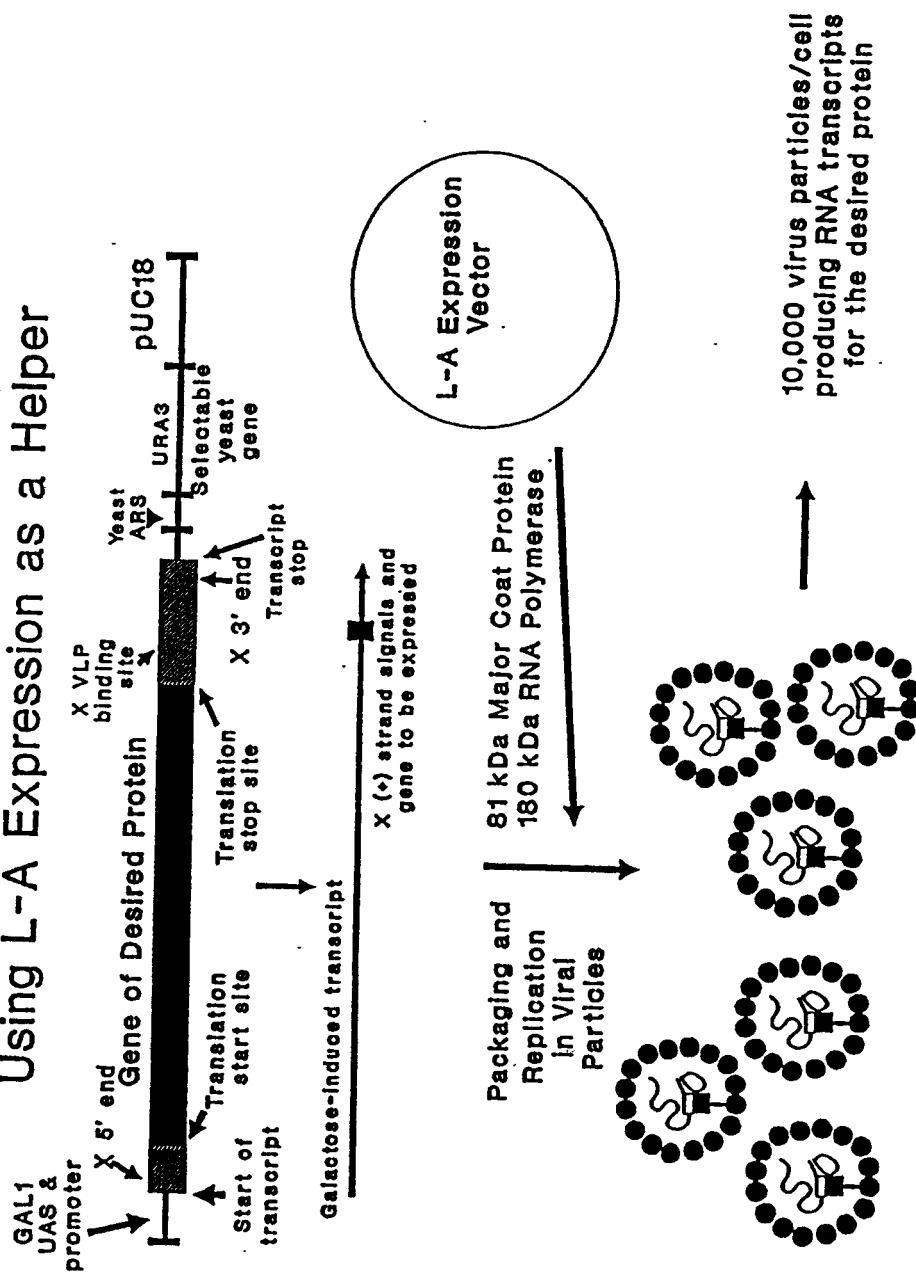 Using L-A Expression as a Helper
GAL1
UAS &
promoter
X 5' end
Gene of Desired Protein
X VLP
binding
site
Yeast
ARS
URA3
Selectable
yeast
gene
pUC18
Start of
transcript
Translation
start site
Translation
stop site
X 3' end
Transcript
stop
Galactose-induced transcript
X (+) strand signals and
gene to be expressed
L-A Expression
Vector
Packaging and
Replication
in Viral
Particles
81 kDa Major Coat Protein
180 kDa RNA Polymerase
10,000 virus particles/cell
producing RNA transcripts
for the desired protein